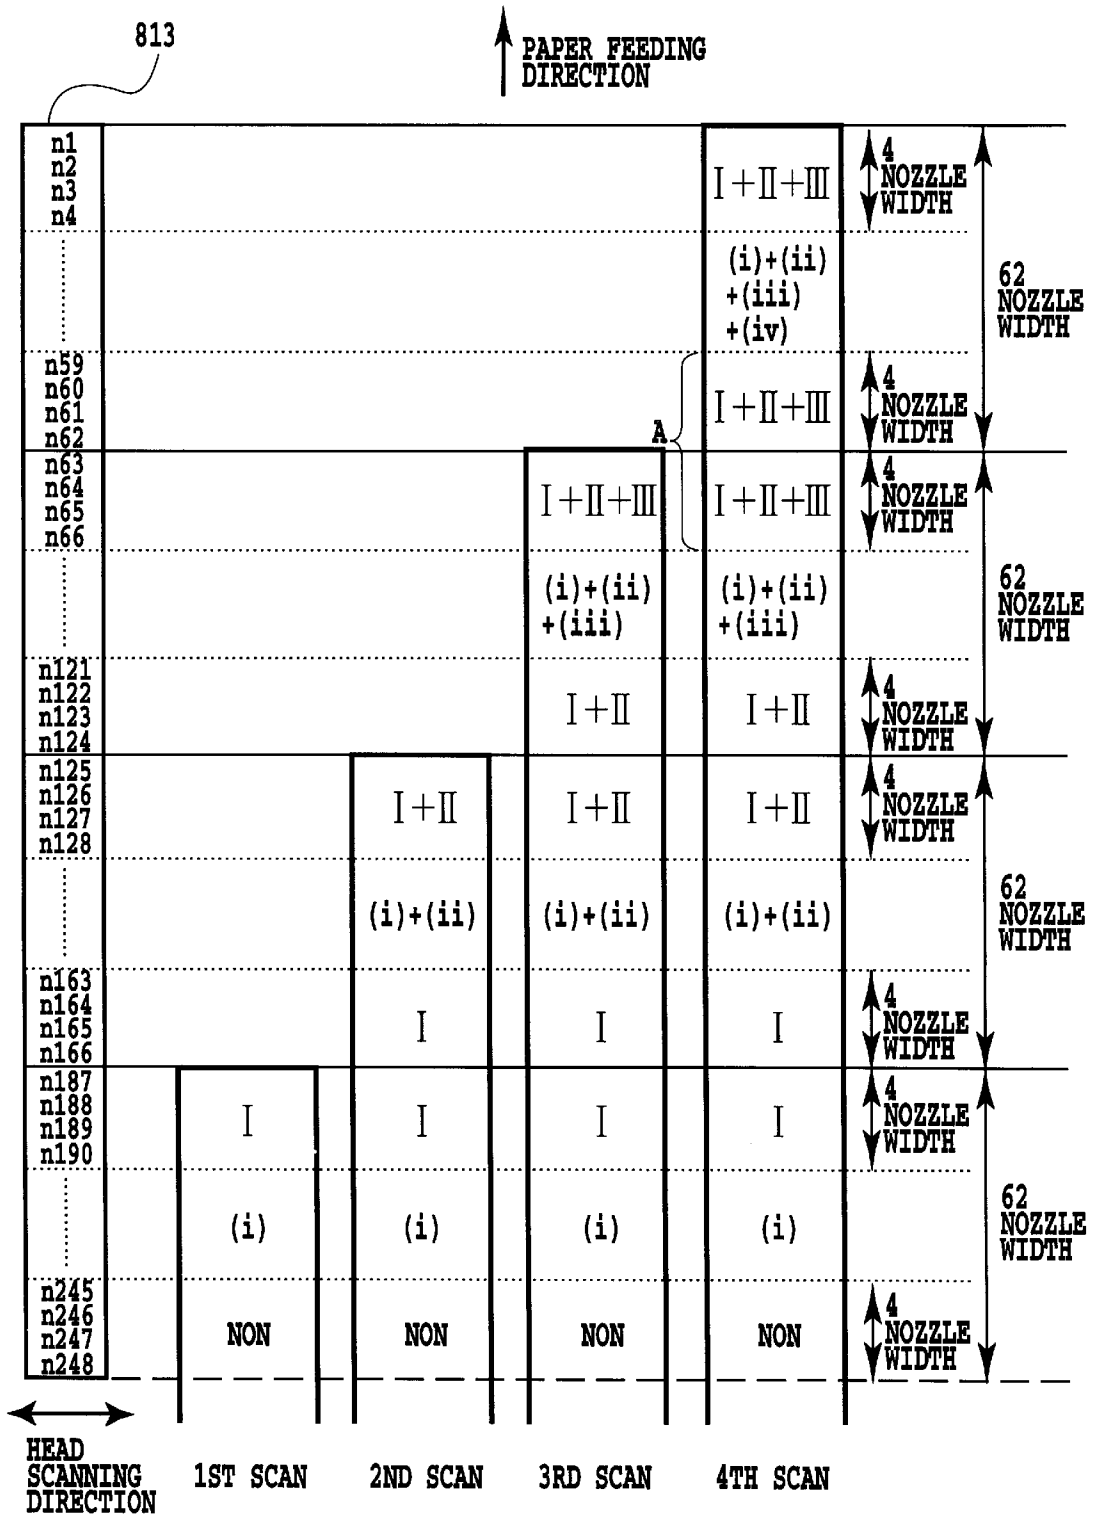 813
PAPER FEEDING
DIRECTION
n1
n2
n3
n4
I+II+III
4
NOZZLE
WIDTH
(i)+(ii)
+(iii)
+(iv)
62
NOZZLE
WIDTH
n59
n60
n61
n62
A
I+II+III
4
NOZZLE
WIDTH
n63
n64
n65
n66
I+II+III
I+II+III
4
NOZZLE
WIDTH
(i)+(ii)
+(iii)
(i)+(ii)
+(iii)
62
NOZZLE
WIDTH
n121
n122
n123
n124
I+II
I+II
4
NOZZLE
WIDTH
n125
n126
n127
n128
I+II
I+II
I+II
4
NOZZLE
WIDTH
(i)+(ii)
(i)+(ii)
(i)+(ii)
62
NOZZLE
WIDTH
n163
n164
n165
n166
I
I
I
4
NOZZLE
WIDTH
n187
n188
n189
n190
I
I
I
I
4
NOZZLE
WIDTH
(i)
(i)
(i)
(i)
62
NOZZLE
WIDTH
n245
n246
n247
n248
NON
NON
NON
NON
4
NOZZLE
WIDTH
HEAD
SCANNING
DIRECTION
1ST SCAN
2ND SCAN
3RD SCAN
4TH SCAN